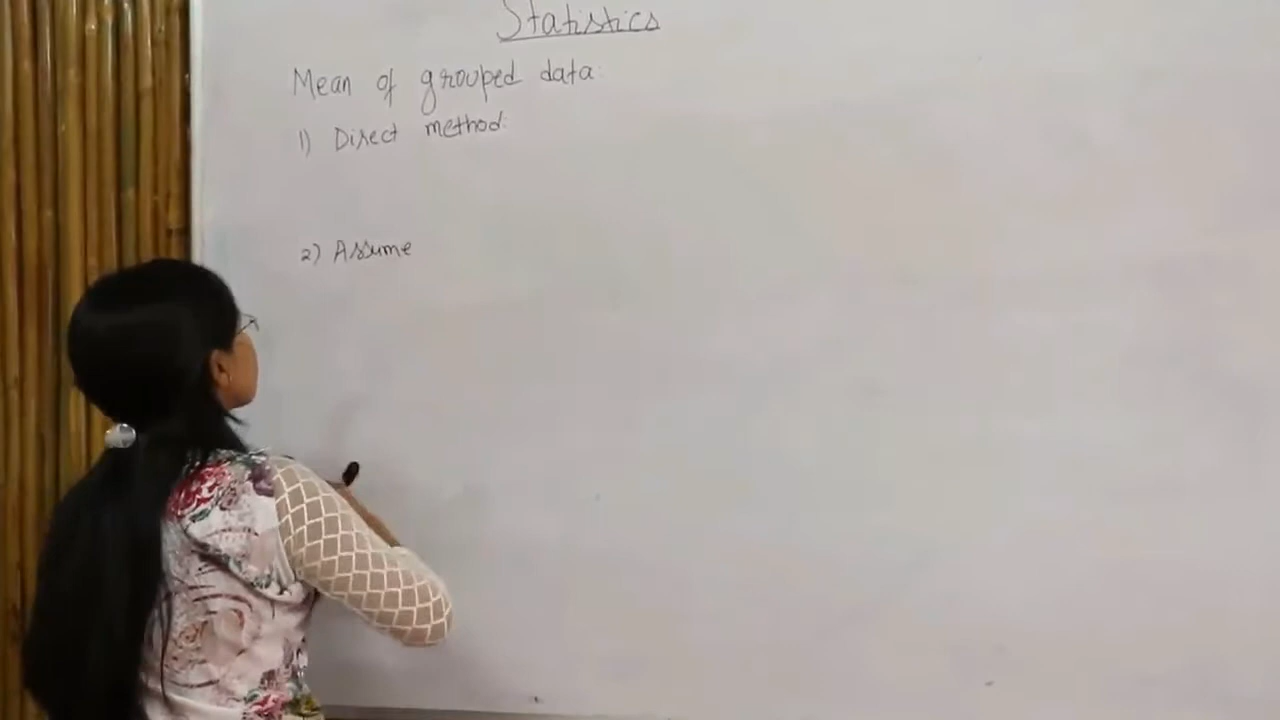 Statistics
Mean of grouped data:
1) Direct method:
2) Assume